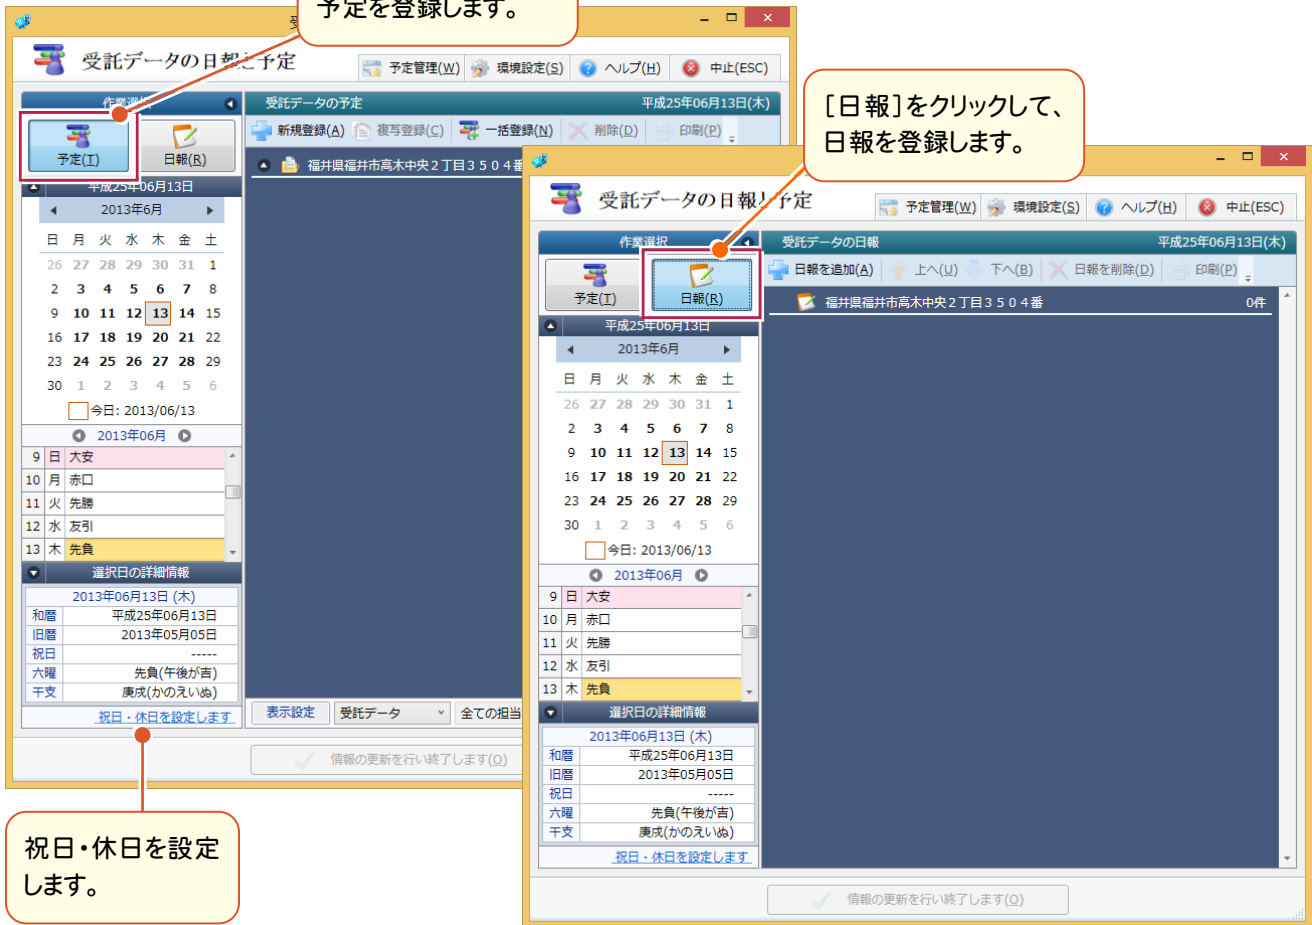 予定を登録します。
受託データの日報と予定
予定管理(W)
環境設定(S)
ヘルプ(H)
中止(ESC)
作業選択
予定(T)
日報(R)
平成25年06月13日
2013年6月
日 月 火 水 木 金 土
26 27 28 29 30 31 1
2 3 4 5 6 7 8
9 10 11 12 13 14 15
16 17 18 19 20 21 22
23 24 25 26 27 28 29
30 1 2 3 4 5 6
今日: 2013/06/13
2013年06月
9 日 大安
10 月 赤口
11 火 先勝
12 水 友引
13 木 先負
選択日の詳細情報
2013年06月13日 (木)
和暦 平成25年06月13日
旧暦 2013年05月05日
祝日 -----
六曜 先負(午後が吉)
干支 庚戌(かのえいぬ)
祝日・休日を設定します
受託データの予定 平成25年06月13日(木)
新規登録(A)
複写登録(C)
一括登録(N)
削除(D)
印刷(P)
福井県福井市高木中央2丁目3504番
表示設定
受託データ
全ての担当
情報の更新を行い終了します(O)
祝日・休日を設定
します。
[日報]をクリックして、
日報を登録します。
受託データの日報と予定
予定管理(W)
環境設定(S)
ヘルプ(H)
中止(ESC)
作業選択
予定(T)
日報(R)
平成25年06月13日
2013年6月
日 月 火 水 木 金 土
26 27 28 29 30 31 1
2 3 4 5 6 7 8
9 10 11 12 13 14 15
16 17 18 19 20 21 22
23 24 25 26 27 28 29
30 1 2 3 4 5 6
今日: 2013/06/13
2013年06月
9 日 大安
10 月 赤口
11 火 先勝
12 水 友引
13 木 先負
選択日の詳細情報
2013年06月13日 (木)
和暦 平成25年06月13日
旧暦 2013年05月05日
祝日 -----
六曜 先負(午後が吉)
干支 庚戌(かのえいぬ)
祝日・休日を設定します
受託データの日報 平成25年06月13日(木)
日報を追加(A)
上へ(U)
下へ(B)
日報を削除(D)
印刷(P)
福井県福井市高木中央2丁目3504番 0件
情報の更新を行い終了します(O)